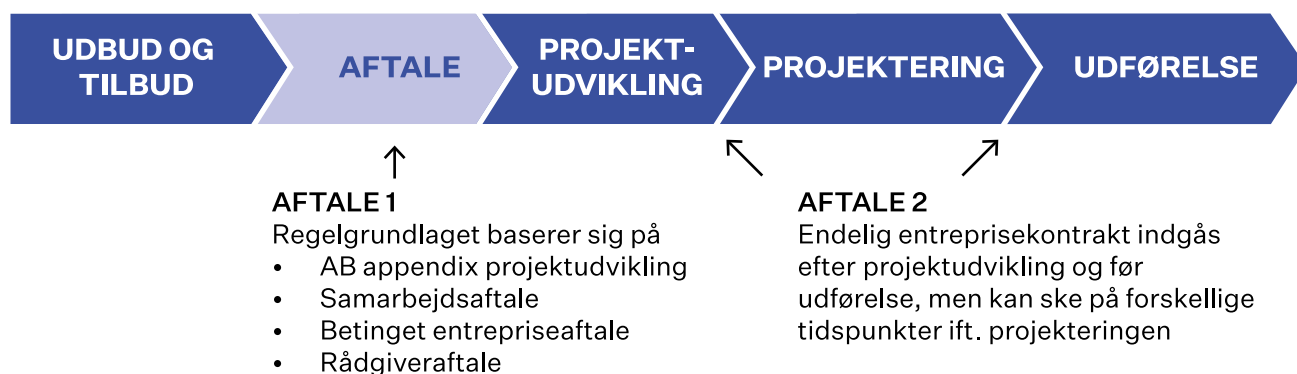 UDBUD OG
TILBUD
AFTALE
PROJEKT-
UDVIKLING
PROJEKTERING
UDFØRELSE
AFTALE 1
Regelgrundlaget baserer sig på
• AB appendix projektudvikling
• Samarbejdsaftale
• Betinget entrepriseaftale
• Rådgiveraftale
AFTALE 2
Endelig entreprisekontrakt indgås
efter projektudvikling og før
udførelse, men kan ske på forskellige
tidspunkter ift. projekteringen